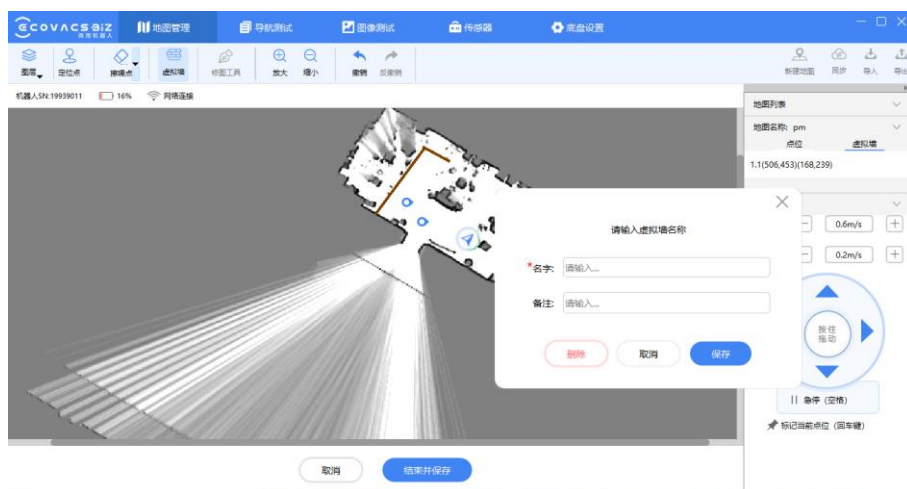 ECOVACS BIZ
商用机器人
地图管理
导航测试
图像测试
传感器
底盘设置
图层
定位点
擦噪点
虚拟墙
修图工具
放大
缩小
撤销
反撤销
新建地图
同步
导入
导出
机器人SN:19939011
16%
网络连接
地图列表
地图名称: pm
点位
虚拟墙
1.1(506,453)(168,239)
请输入虚拟墙名称
*名字: 请输入...
备注: 请输入...
删除
取消
保存
0.6m/s
0.2m/s
按住
拖动
急停 (空格)
标记当前点位 (回车键)
取消
结束并保存